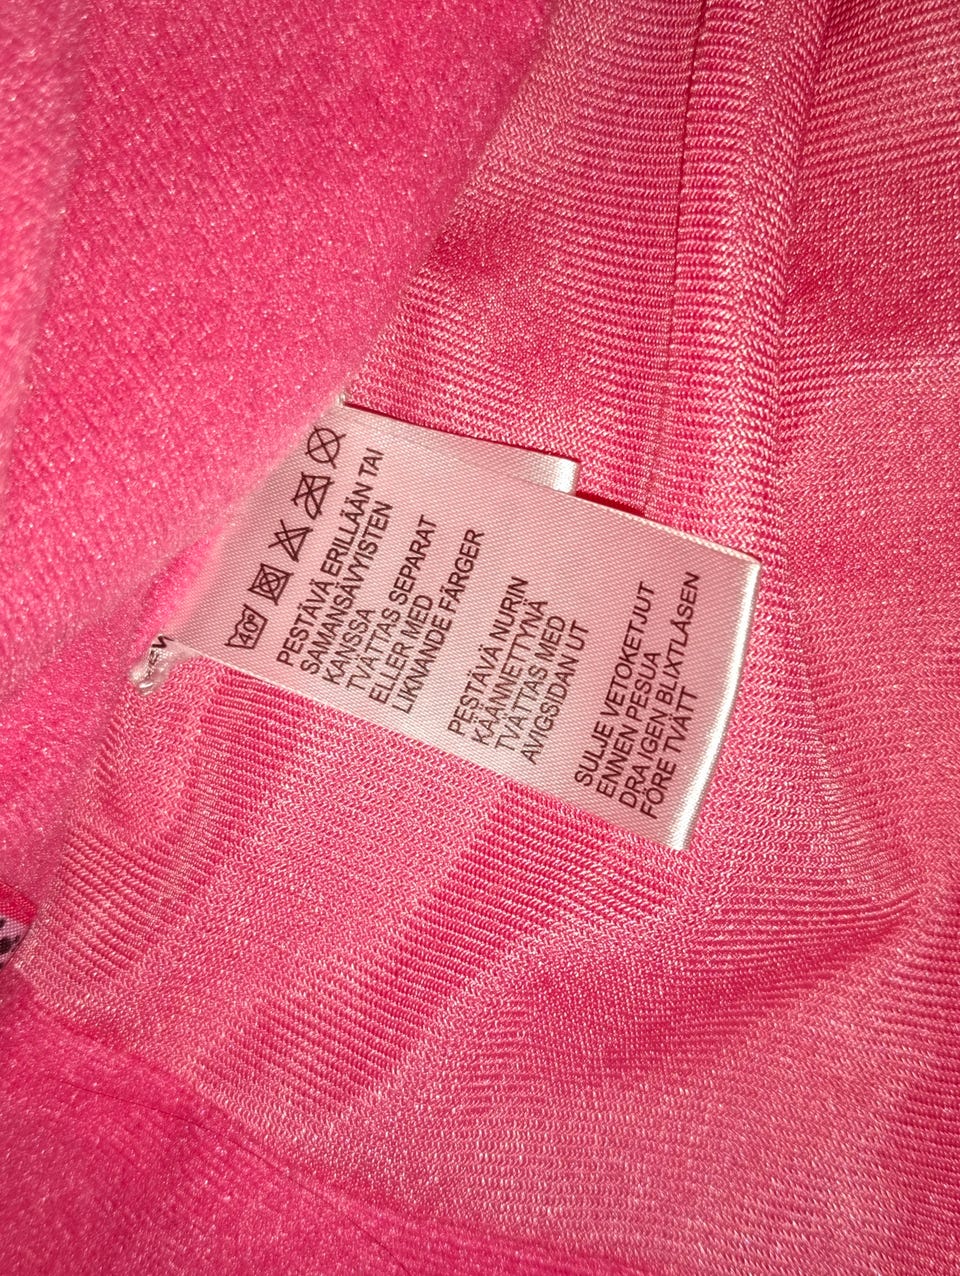 40°
PESTÄVÄ ERILLÄÄN TAI
SAMANSÄVYISTEN
KANSSA
TVÄTTAS SEPARAT
ELLER MED
LIKNANDE FÄRGER
PESTÄVÄ NURIN
KÄÄNNETTYNÄ
TVÄTTAS MED
AVIGSIDAN UT
SULJE VETOKETJUT
ENNEN PESUA
DRA IGEN BLIXTLÅSEN
FÖRE TVÄTT